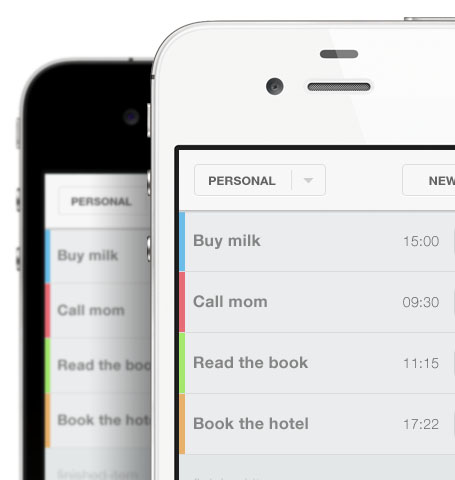 PERSONAL
NEW
Buy milk 15:00
Call mom 09:30
Read the book 11:15
Book the hotel 17:22
PERSONAL
Buy milk
Call mom
Read the boo
Book the hot
finished-item